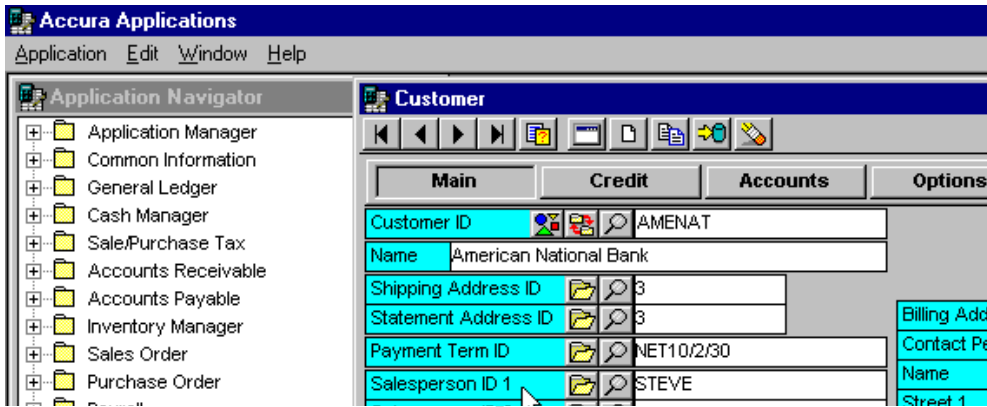 Accura Applications
Application Edit Window Help
Application Navigator
Application Manager
Common Information
General Ledger
Cash Manager
Sale/Purchase Tax
Accounts Receivable
Accounts Payable
Inventory Manager
Sales Order
Purchase Order
Customer
Main Credit Accounts Options
Customer ID AMENAT
Name American National Bank
Shipping Address ID 3
Statement Address ID 3
Payment Term ID NET10/2/30
Salesperson ID 1 STEVE
Billing Add
Contact Pe
Name
Street 1